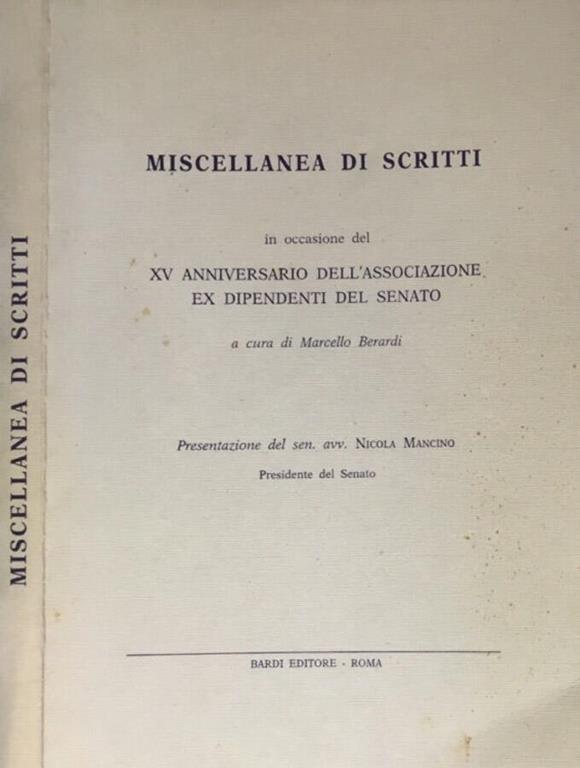 MISCELLANEA DI SCRITTI
MISCELLANEA DI SCRITTI
in occasione del
XV ANNIVERSARIO DELL'ASSOCIAZIONE
EX DIPENDENTI DEL SENATO
a cura di Marcello Berardi
Presentazione del sen. avv. NICOLA MANCINO
Presidente del Senato
BARDI EDITORE - ROMA